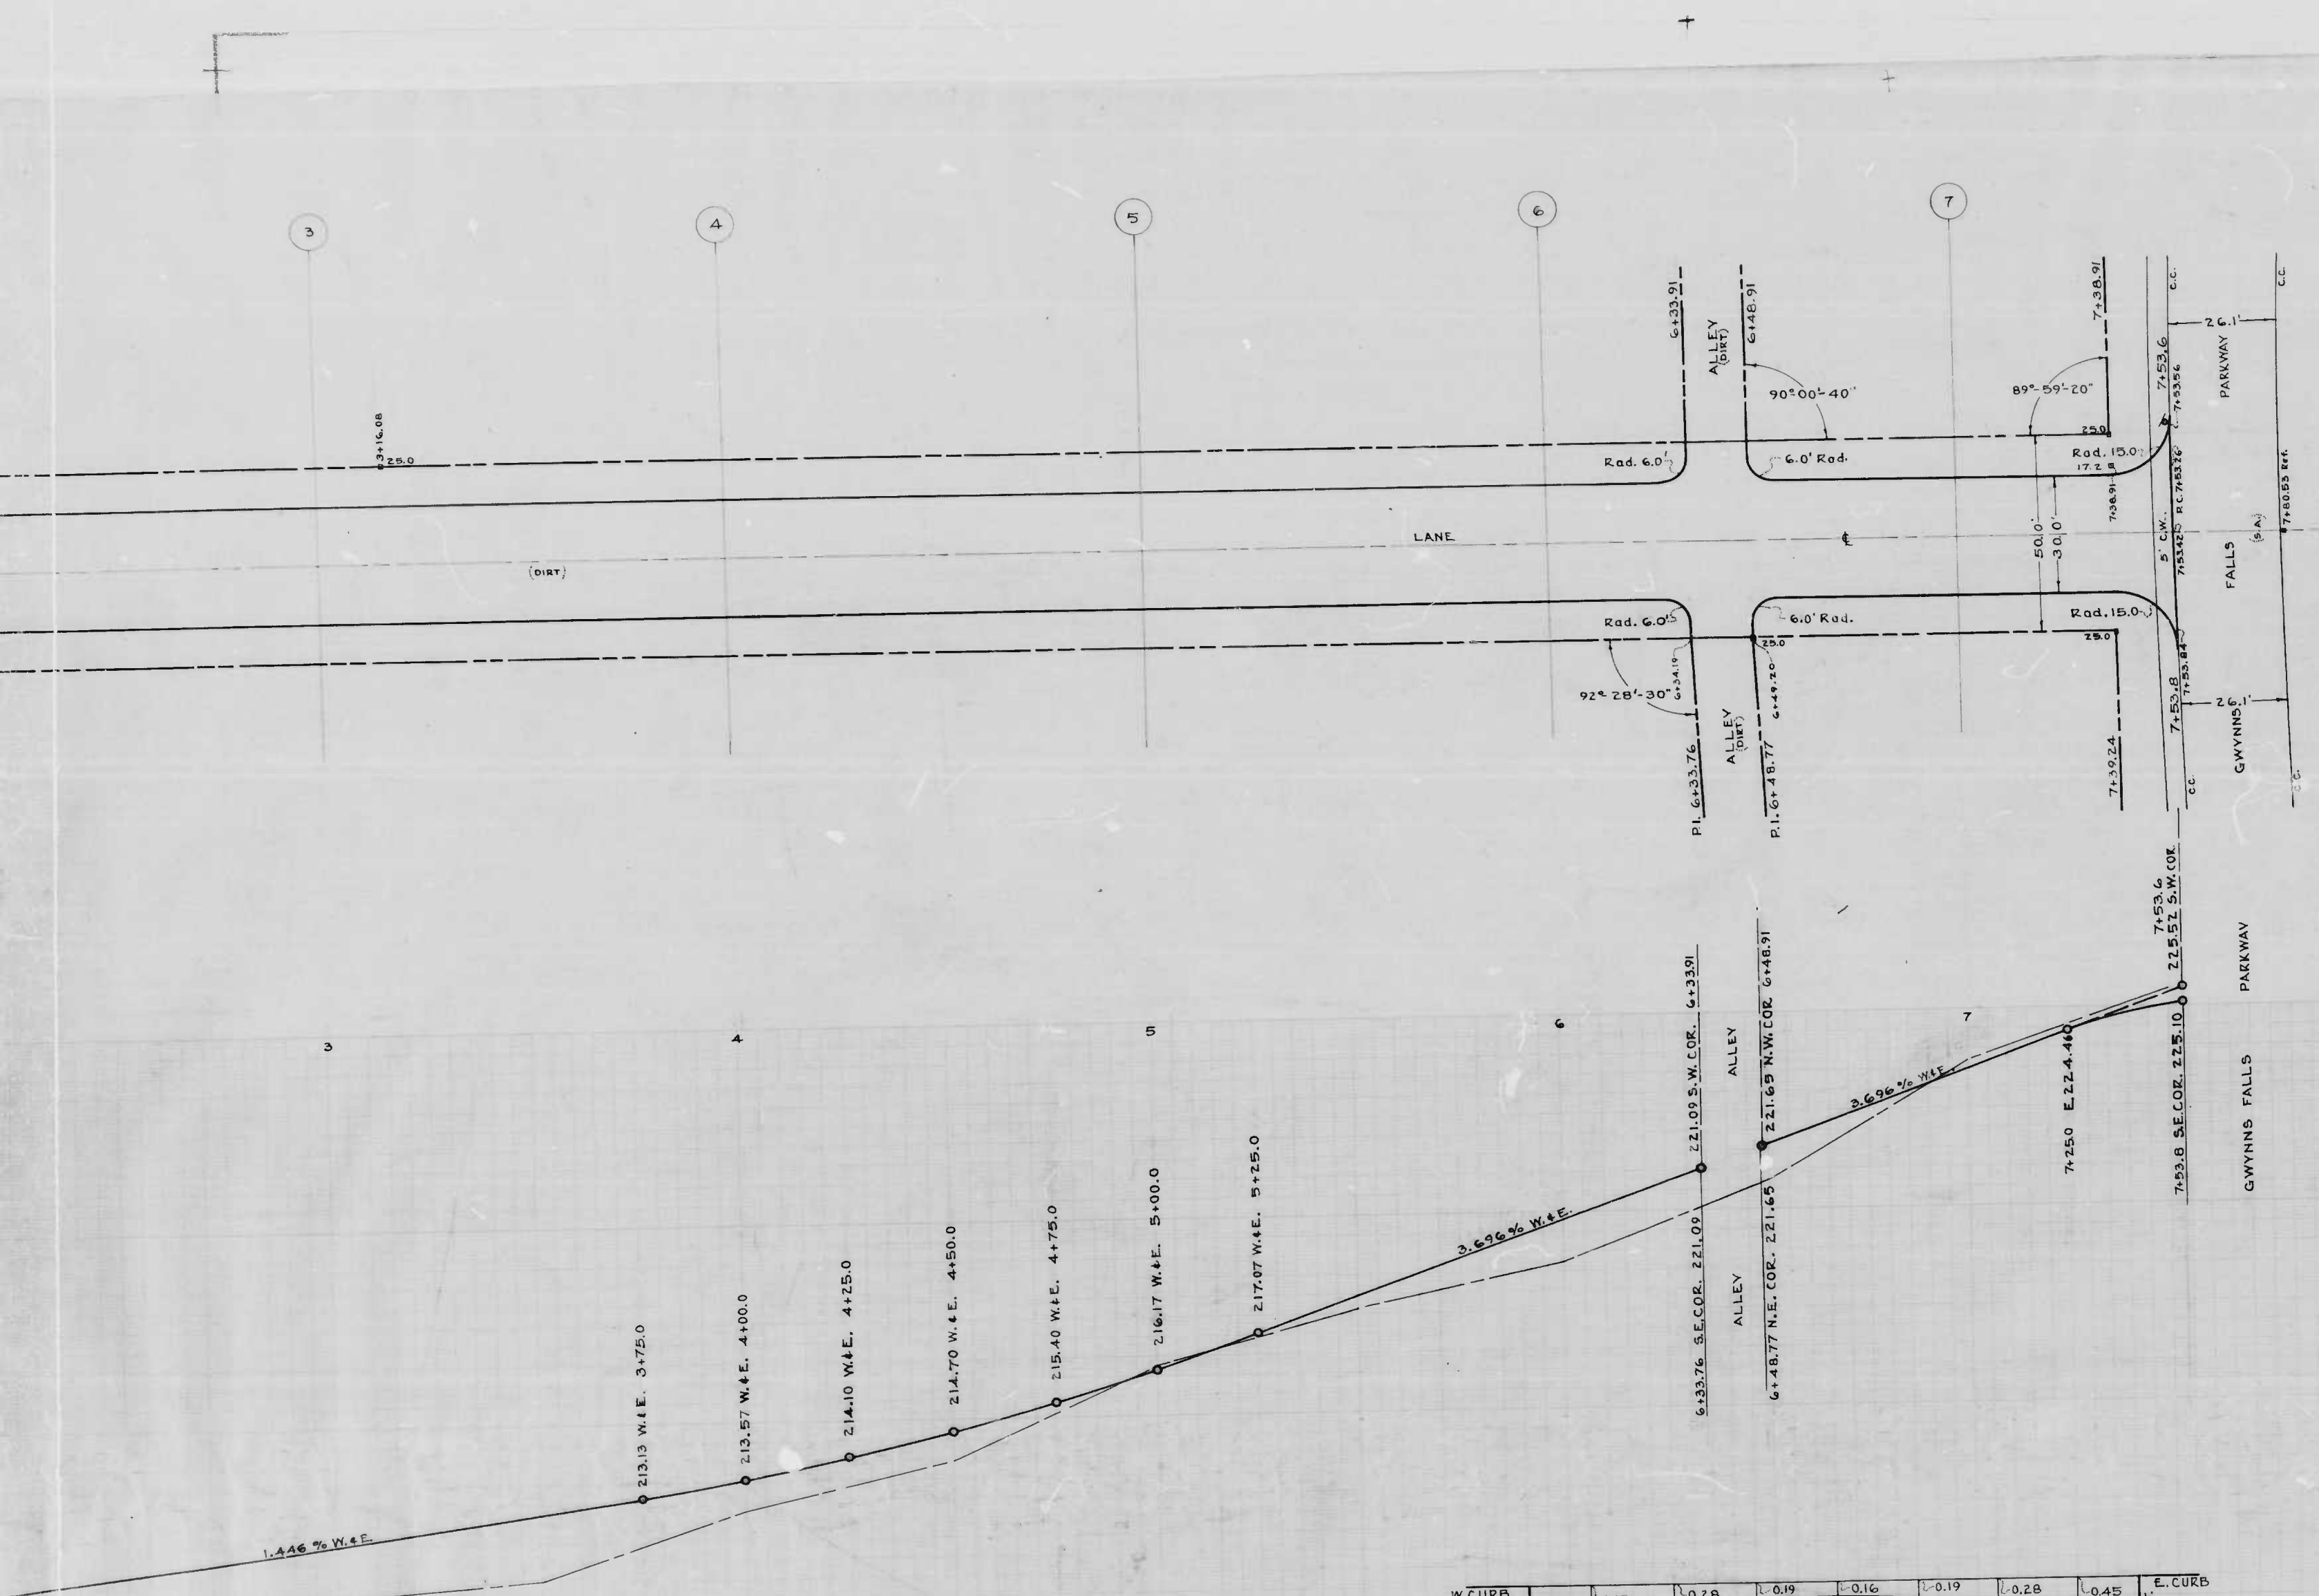 3
4
5
6
7
3+16.08
25.0
6+33.91
ALLEY
(DIRT)
6+48.91
90°00'-40"
89°-59'-20"
7+38.91
25.0
Rad. 6.0'
6.0' Rad.
Rad. 15.0
17.2
7+38.91
7+53.6
7+53.56
R.C. 7+53.26
7+53.42
5' C.W.
C.C.
26.1'
PARKWAY
C.C.
LANE
(DIRT)
℄
50.0'
30.0'
FALLS
(S.A.)
7+80.53 Ref.
Rad. 6.0'
6.0' Rad.
Rad. 15.0
25.0
25.0
92°-28'-30"
6+34.19
6+49.20
P.I. 6+33.76
ALLEY
(DIRT)
P.I. 6+48.77
7+39.24
7+53.8
7+53.84
26.1'
GWYNNS
C.C.
C.C.
3
4
5
6
7
7+53.6
225.52 S.W. COR.
221.09 S.W. COR. 6+33.91
ALLEY
221.65 N.W. COR 6+48.91
3.696% W.&E.
7+25.0 E. 224.46
7+53.8 S.E. COR. 225.10
GWYNNS FALLS PARKWAY
213.13 W.&E. 3+75.0
213.57 W.&E. 4+00.0
214.10 W.&E. 4+25.0
214.70 W.&E. 4+50.0
215.40 W.&E. 4+75.0
216.17 W.&E. 5+00.0
217.07 W.&E. 5+25.0
3.696% W.&E.
6+33.76 S.E. COR. 221.09
ALLEY
6+48.77 N.E. COR. 221.65
1.446% W.&E.
W. CURB
0.28
0.19
0.16
0.19
0.28
0.45
E. CURB